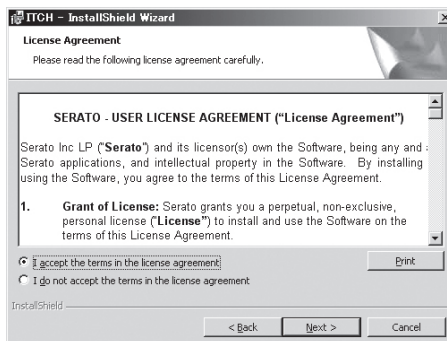 ITCH - InstallShield Wizard
License Agreement
Please read the following license agreement carefully.
SERATO - USER LICENSE AGREEMENT ("License Agreement")
Serato Inc LP ("Serato") and its licensor(s) own the Software, being any and
Serato applications, and intellectual property in the Software. By installing
using the Software, you agree to the terms of this License Agreement.
1. Grant of License: Serato grants you a perpetual, non-exclusive,
personal license ("License") to install and use the Software on the
terms of this License Agreement.
I accept the terms in the license agreement
Print
I do not accept the terms in the license agreement
InstallShield
< Back
Next >
Cancel